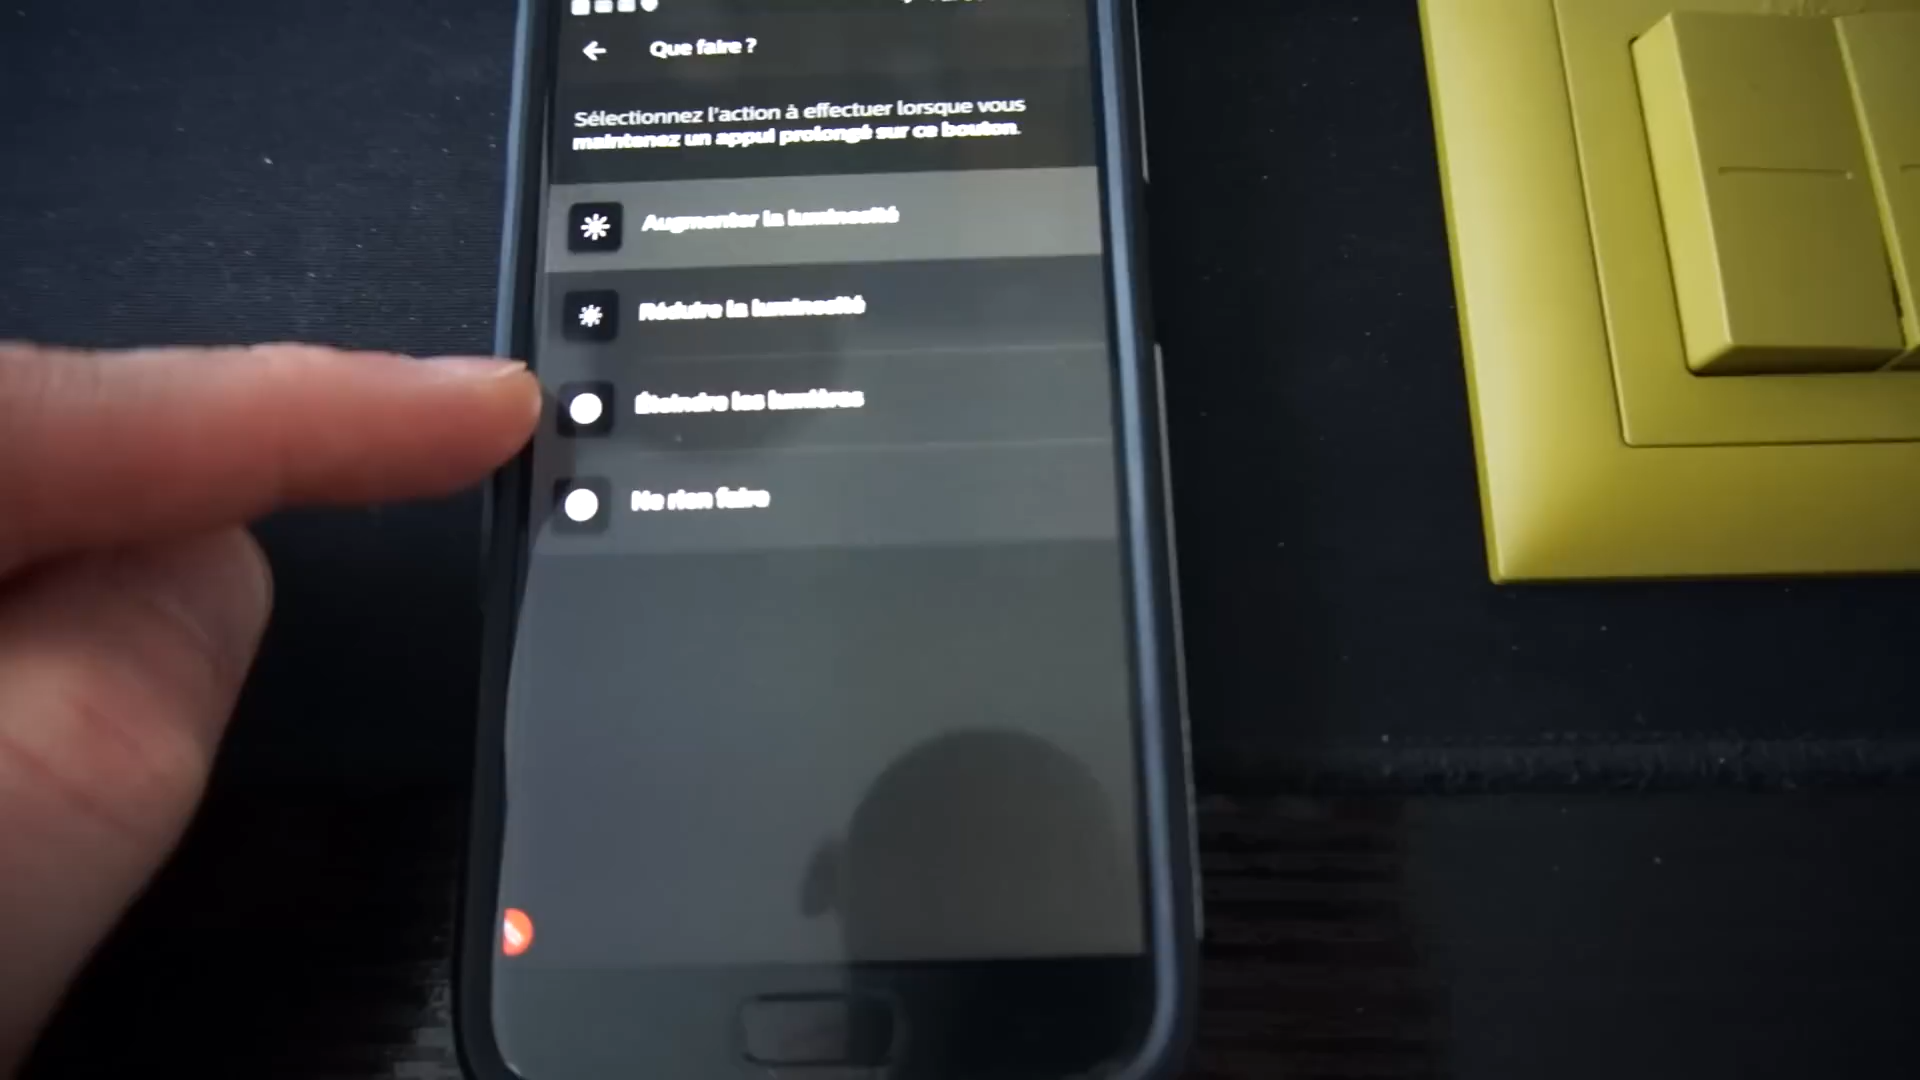 Que faire ?
Sélectionnez l'action à effectuer lorsque vous
maintenez un appui prolongé sur ce bouton.
Augmenter la luminosité
Réduire la luminosité
Éteindre les lumières
Ne rien faire